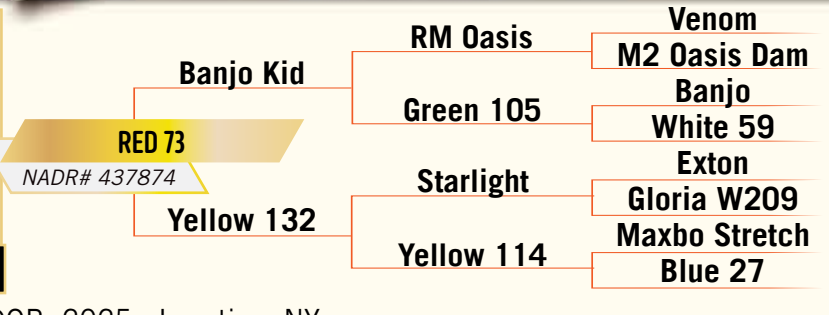 Venom
RM Oasis
M2 Oasis Dam
Banjo Kid
Banjo
Green 105
White 59
RED 73
NADR# 437874
Exton
Starlight
Gloria W209
Yellow 132
Maxbo Stretch
Yellow 114
Blue 27